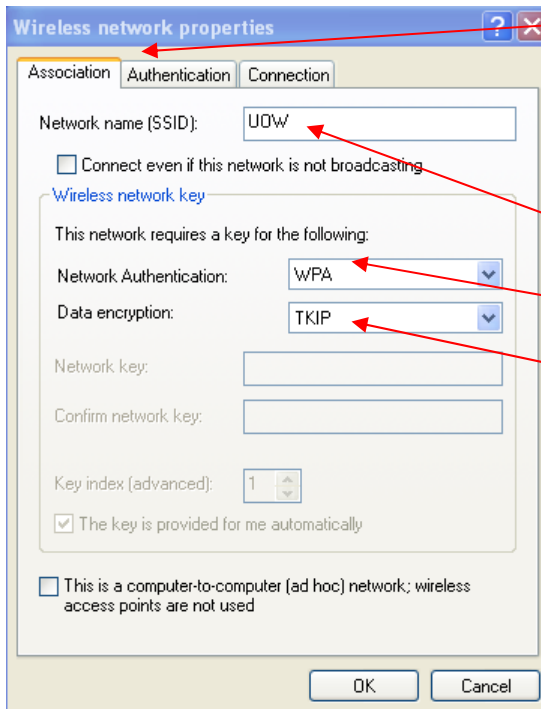 Wireless network properties
Association Authentication Connection
Network name (SSID): UOW
Connect even if this network is not broadcasting
Wireless network key
This network requires a key for the following:
Network Authentication: WPA
Data encryption: TKIP
Network key:
Confirm network key:
Key index (advanced): 1
The key is provided for me automatically
This is a computer-to-computer (ad hoc) network; wireless
access points are not used
OK Cancel